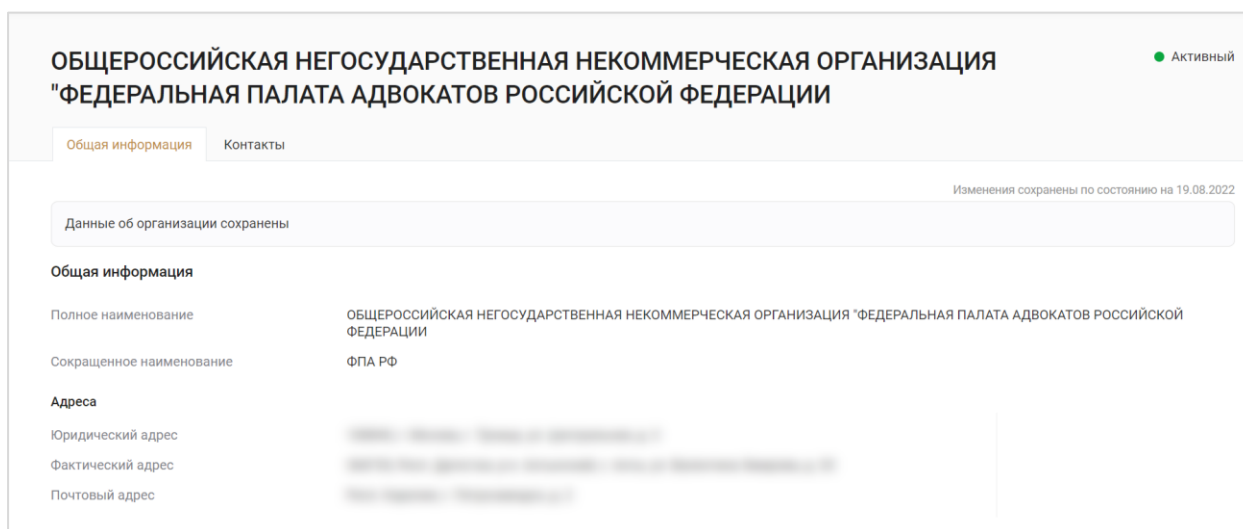 ОБЩЕРОССИЙСКАЯ НЕГОСУДАРСТВЕННАЯ НЕКОММЕРЧЕСКАЯ ОРГАНИЗАЦИЯ
"ФЕДЕРАЛЬНАЯ ПАЛАТА АДВОКАТОВ РОССИЙСКОЙ ФЕДЕРАЦИИ
Активный
Общая информация Контакты
Изменения сохранены по состоянию на 19.08.2022
Данные об организации сохранены
Общая информация
Полное наименование ОБЩЕРОССИЙСКАЯ НЕГОСУДАРСТВЕННАЯ НЕКОММЕРЧЕСКАЯ ОРГАНИЗАЦИЯ "ФЕДЕРАЛЬНАЯ ПАЛАТА АДВОКАТОВ РОССИЙСКОЙ
ФЕДЕРАЦИИ
Сокращенное наименование ФПА РФ
Адреса
Юридический адрес
Фактический адрес
Почтовый адрес